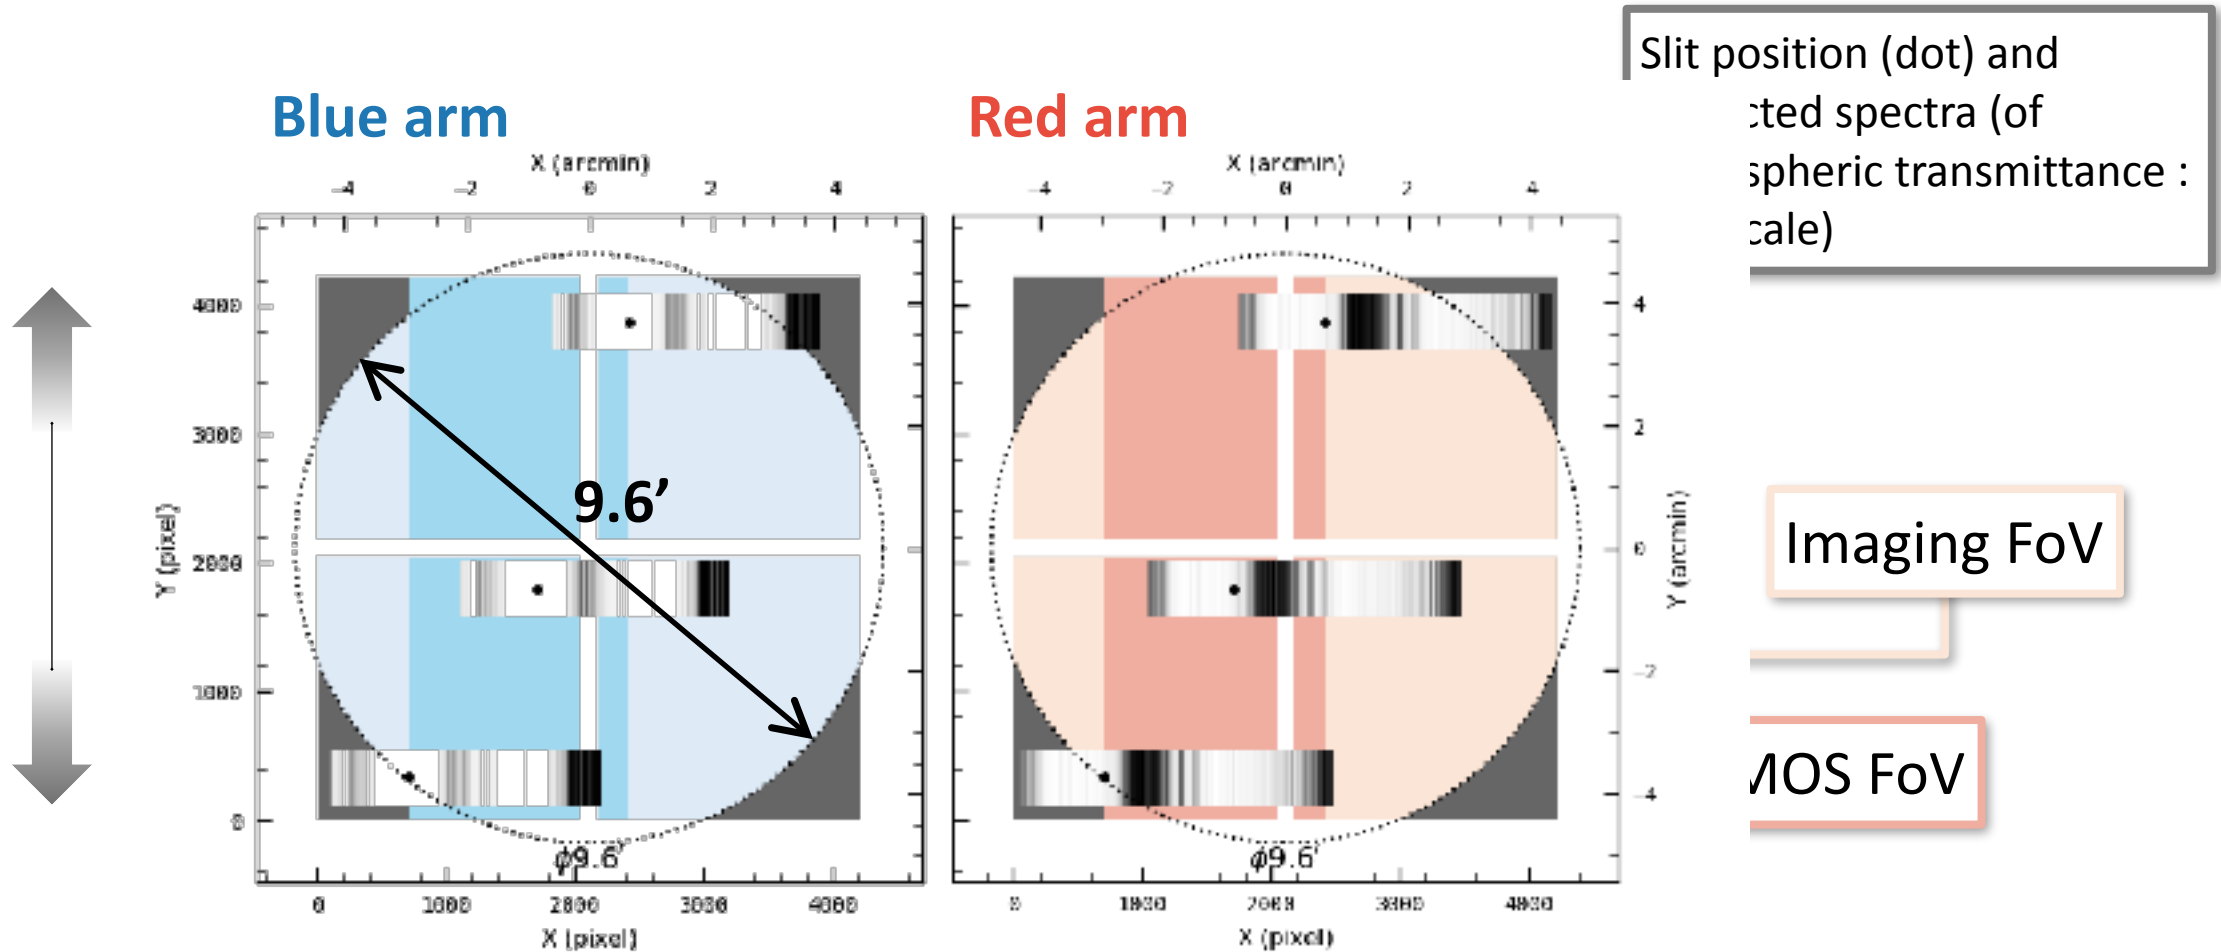 Slit position (dot) and
cted spectra (of
spheric transmittance :
cale)
Blue arm
Red arm
X (arcmin)
X (arcmin)
−4 −2 0 2 4
−4 −2 0 2 4
4000
3000
2000
1000
0
Y (pixel)
9.6’
4
2
0
−2
−4
Y (arcmin)
Imaging FoV
MOS FoV
ϕ9.6'
ϕ9.6'
0 1000 2000 3000 4000
0 1000 2000 3000 4000
X (pixel)
X (pixel)